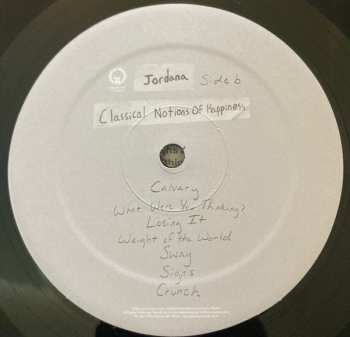 Jordana Side b
Classical Notions Of Happiness
Calvary
What Were You Thinking?
Losing It
Weight of the World
Sway
Signs
Crunch